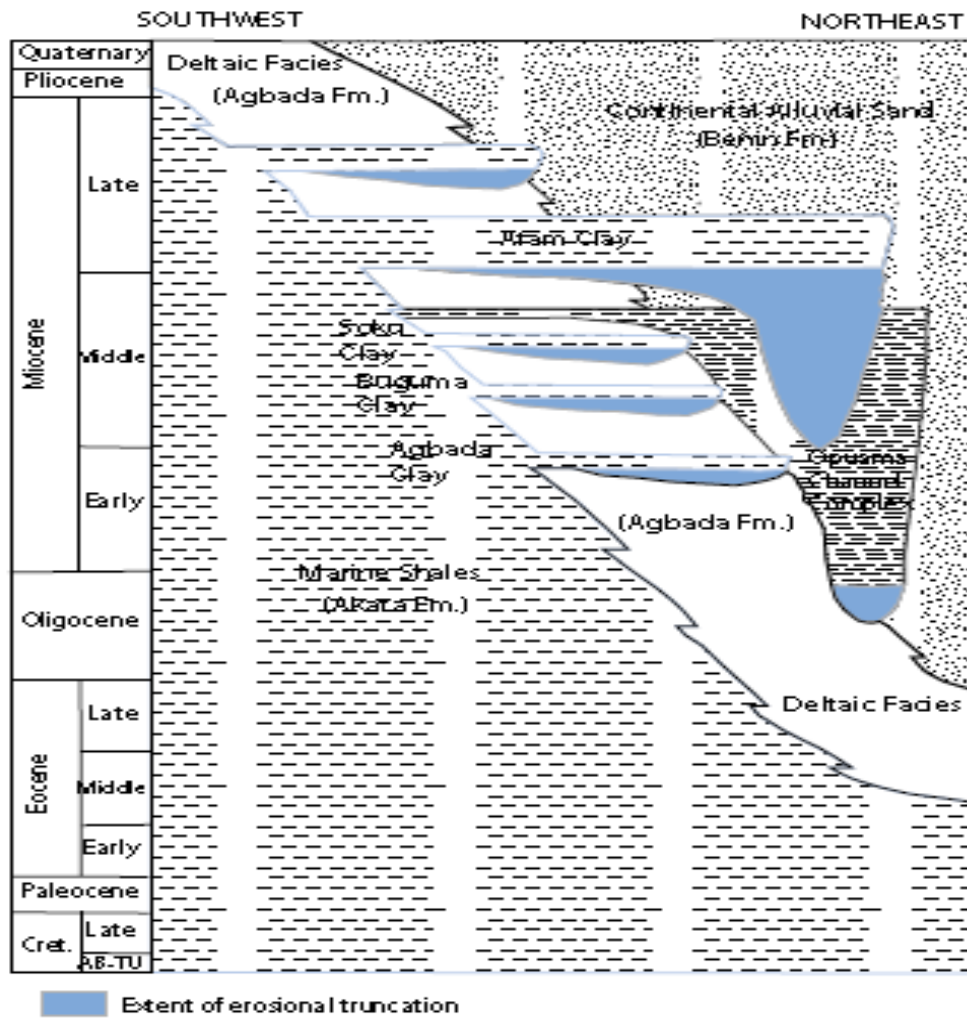 SOUTHWEST
NORTHEAST
Quaternary
Pliocene
Miocene
Late
Middle
Early
Oligocene
Eocene
Late
Middle
Early
Paleocene
Cret.
Late
AB-TU
Deltaic Facies
(Agbada Fm.)
Continental Alluvial Sand
(Benin Fm)
Afam Clay
Soku
Clay
Buguma
Clay
Agbada
Clay
Opuama
Channel
Complex
(Agbada Fm.)
Marine Shales
(Akata Fm.)
Deltaic Facies
Extent of erosional truncation